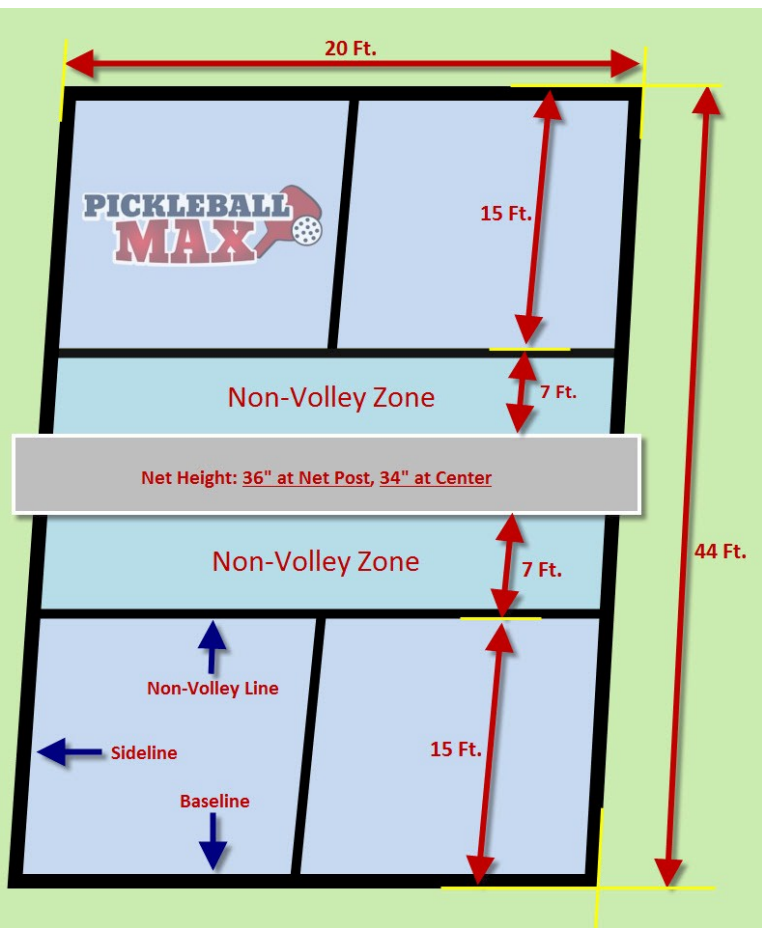 20 Ft.
PICKLEBALL
MAX
15 Ft.
Non-Volley Zone
7 Ft.
Net Height: 36" at Net Post, 34" at Center
44 Ft.
Non-Volley Zone
7 Ft.
Non-Volley Line
Sideline
15 Ft.
Baseline